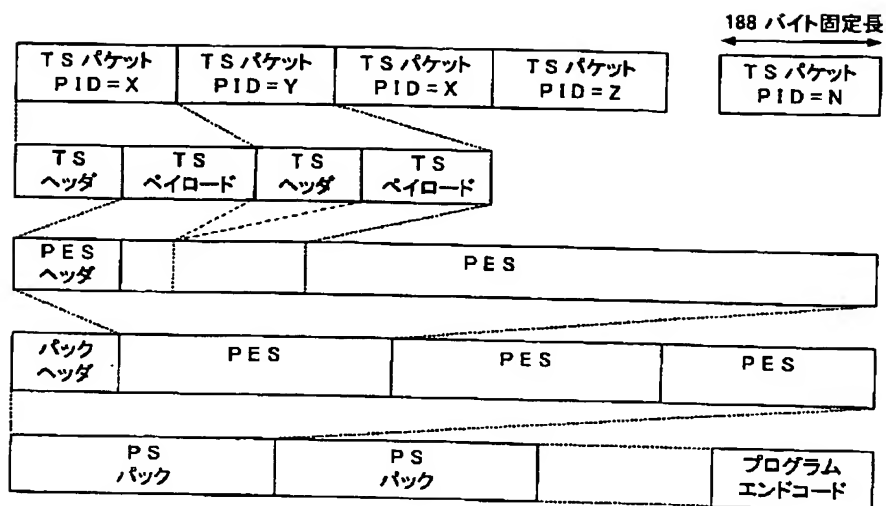 188 バイト固定長
TS パケット
PID=X
TS パケット
PID=Y
TS パケット
PID=X
TS パケット
PID=Z
TS パケット
PID=N
TS
ヘッダ
TS
ペイロード
TS
ヘッダ
TS
ペイロード
PES
ヘッダ
PES
パック
ヘッダ
PES
PES
PES
PS
パック
PS
パック
プログラム
エンドコード